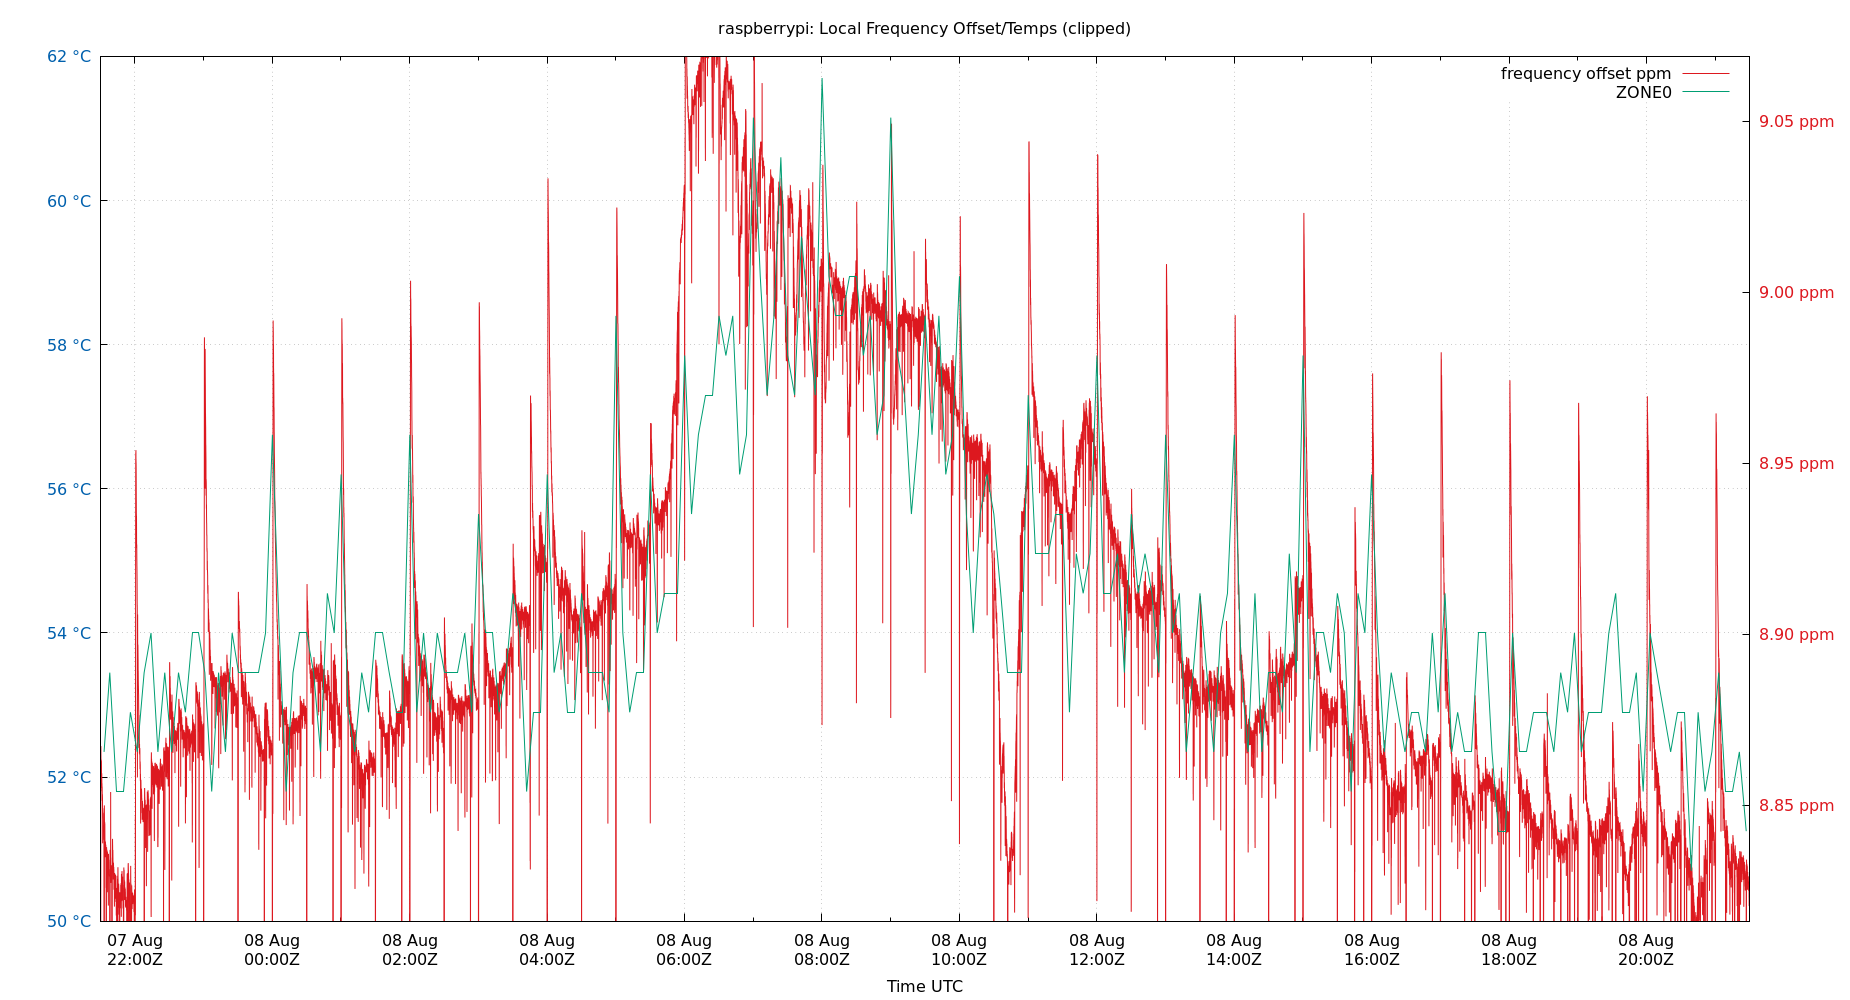 raspberrypi: Local Frequency Offset/Temps (clipped)
62 °C
60 °C
58 °C
56 °C
54 °C
52 °C
50 °C
frequency offset ppm
ZONE0
9.05 ppm
9.00 ppm
8.95 ppm
8.90 ppm
8.85 ppm
07 Aug 08 Aug 08 Aug 08 Aug 08 Aug 08 Aug 08 Aug 08 Aug 08 Aug 08 Aug 08 Aug 08 Aug
22:00Z 00:00Z 02:00Z 04:00Z 06:00Z 08:00Z 10:00Z 12:00Z 14:00Z 16:00Z 18:00Z 20:00Z
Time UTC